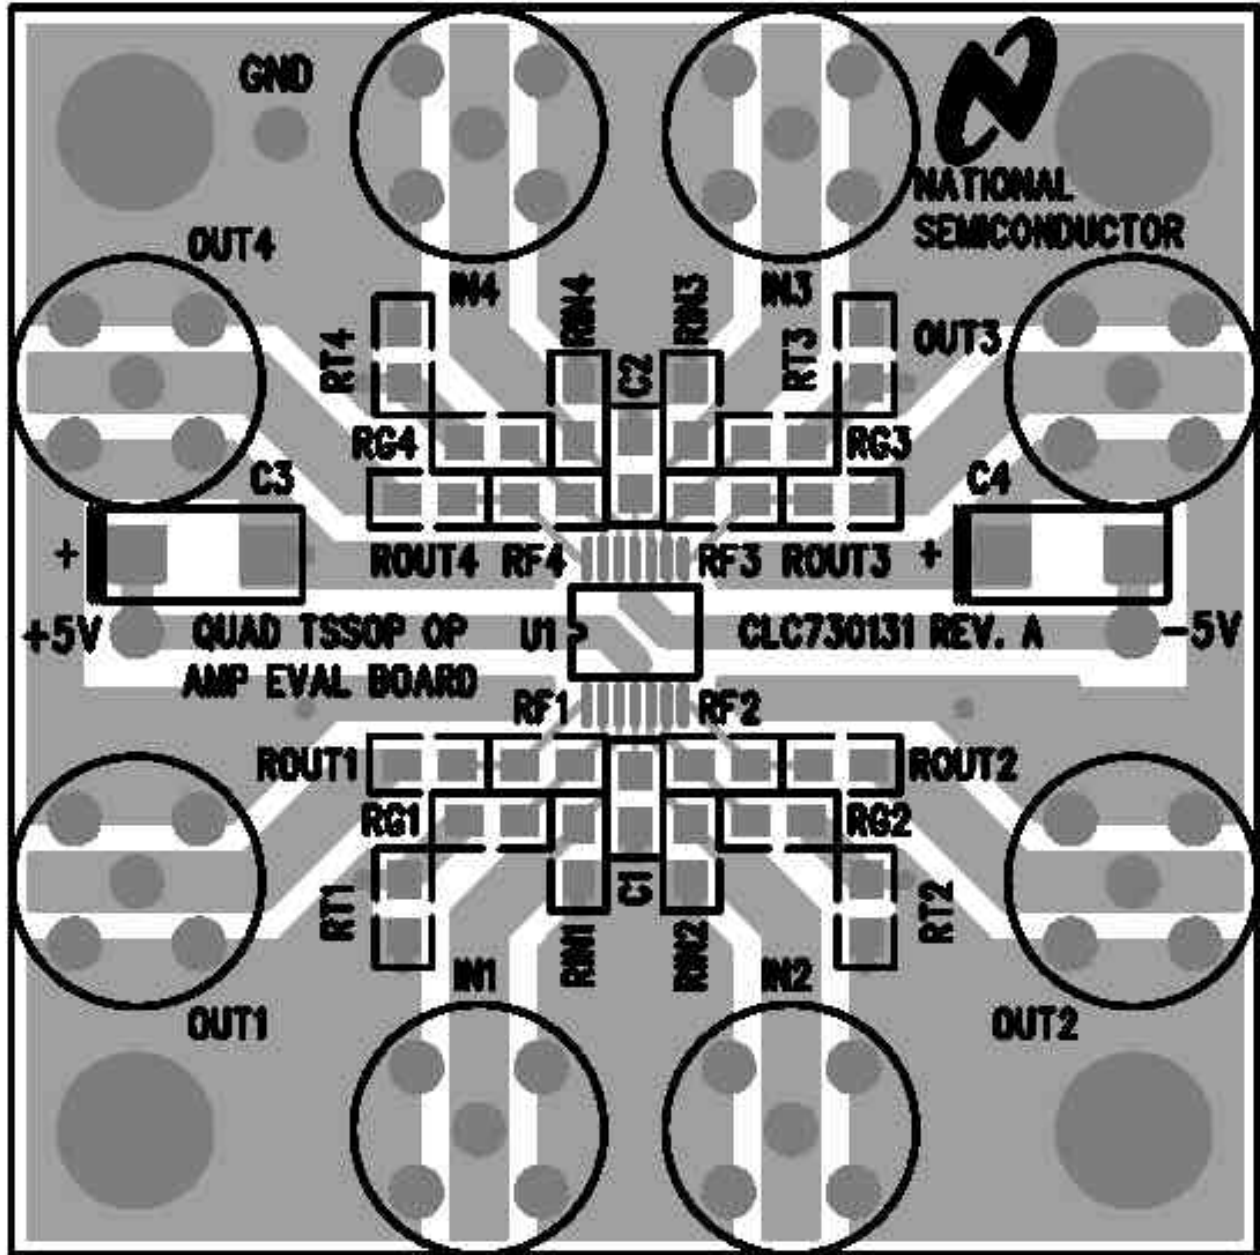 GND
NATIONAL
SEMICONDUCTOR
OUT4
IN4
RIN4
RIN3
IN3
OUT3
RT4
C2
RT3
RG4
RG3
C3
C4
+
ROUT4
RF4
RF3
ROUT3
+
+5V
QUAD TSSOP OP
AMP EVAL BOARD
U1
CLC730131 REV. A
-5V
RF1
RF2
ROUT1
ROUT2
RG1
RG2
RT1
C1
RT2
RIN1
RIN2
IN1
IN2
OUT1
OUT2